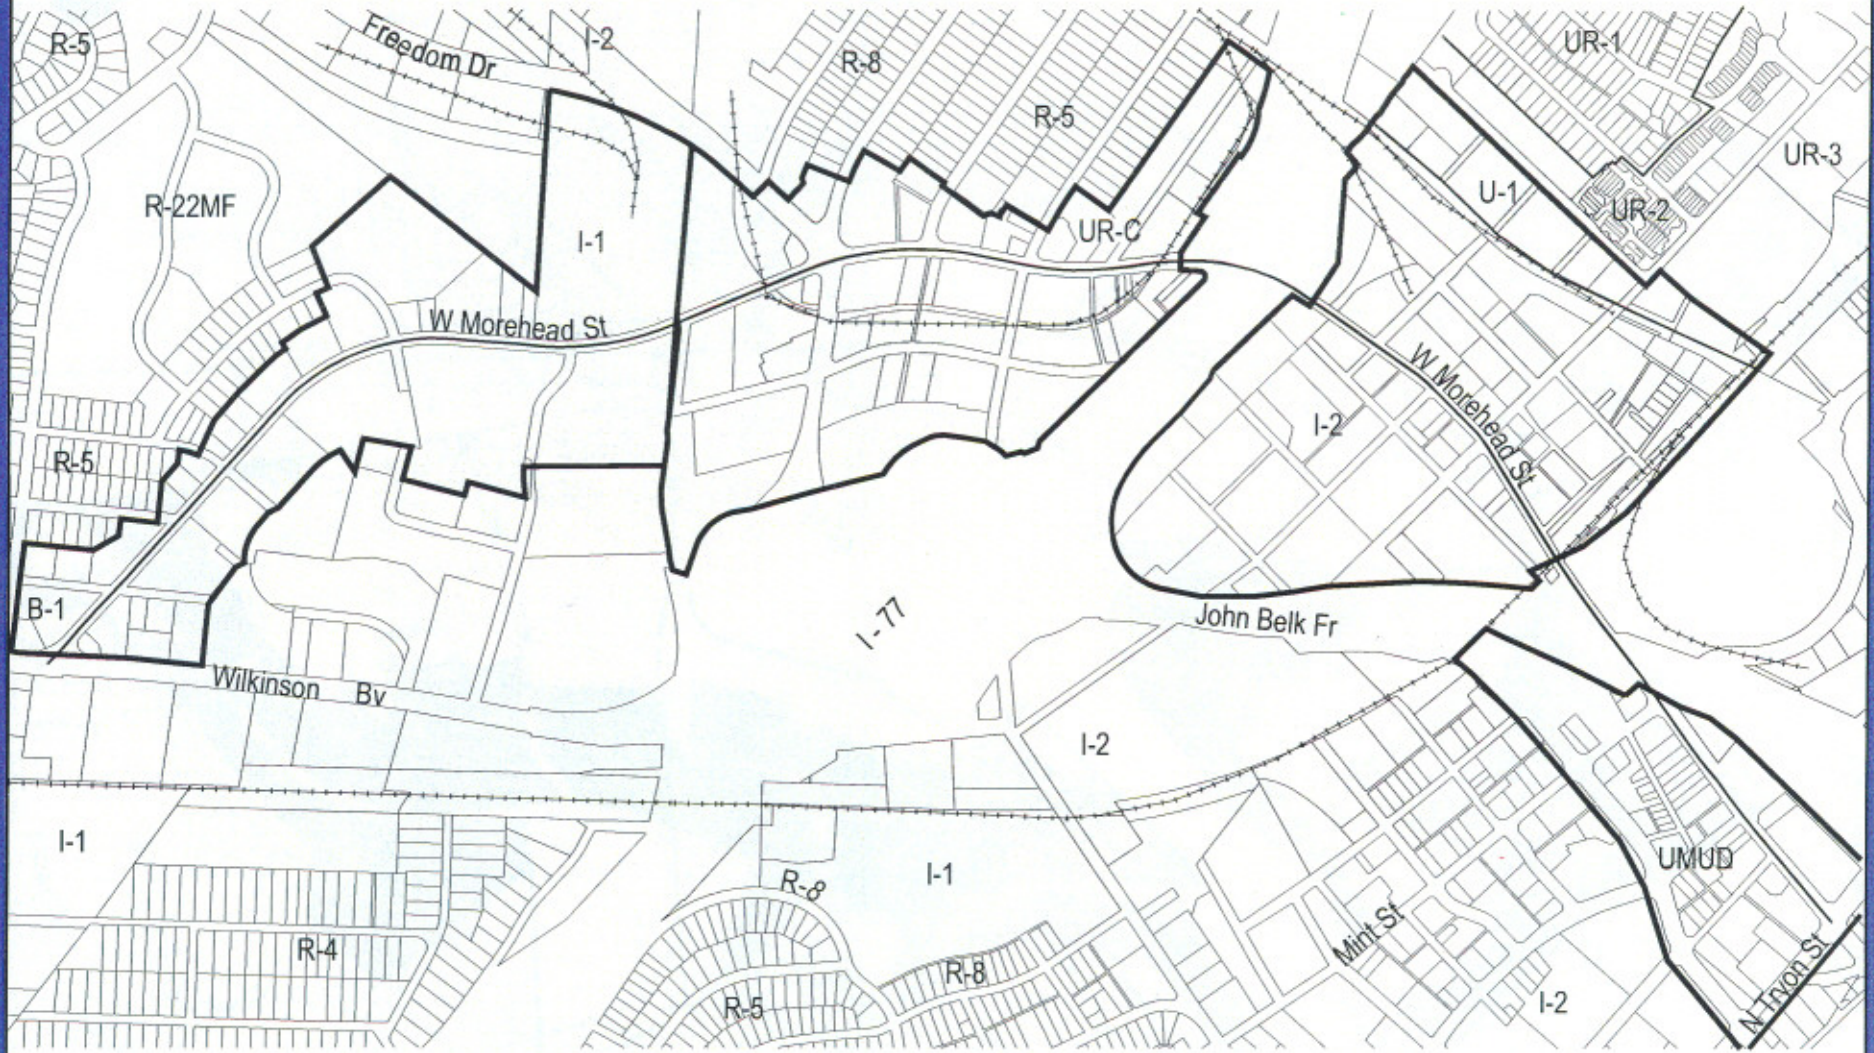 R-5
Freedom Dr
I-2
R-8
UR-1
R-5
UR-3
R-22MF
U-1
UR-2
I-1
UR-C
W Morehead St
W Morehead St
I-2
R-5
B-1
I - 77
John Belk Fr
Wilkinson Bv
I-2
I-1
I-1
R-8
UMUD
R-4
Mint St
R-8
R-5
I-2
N Tryon St